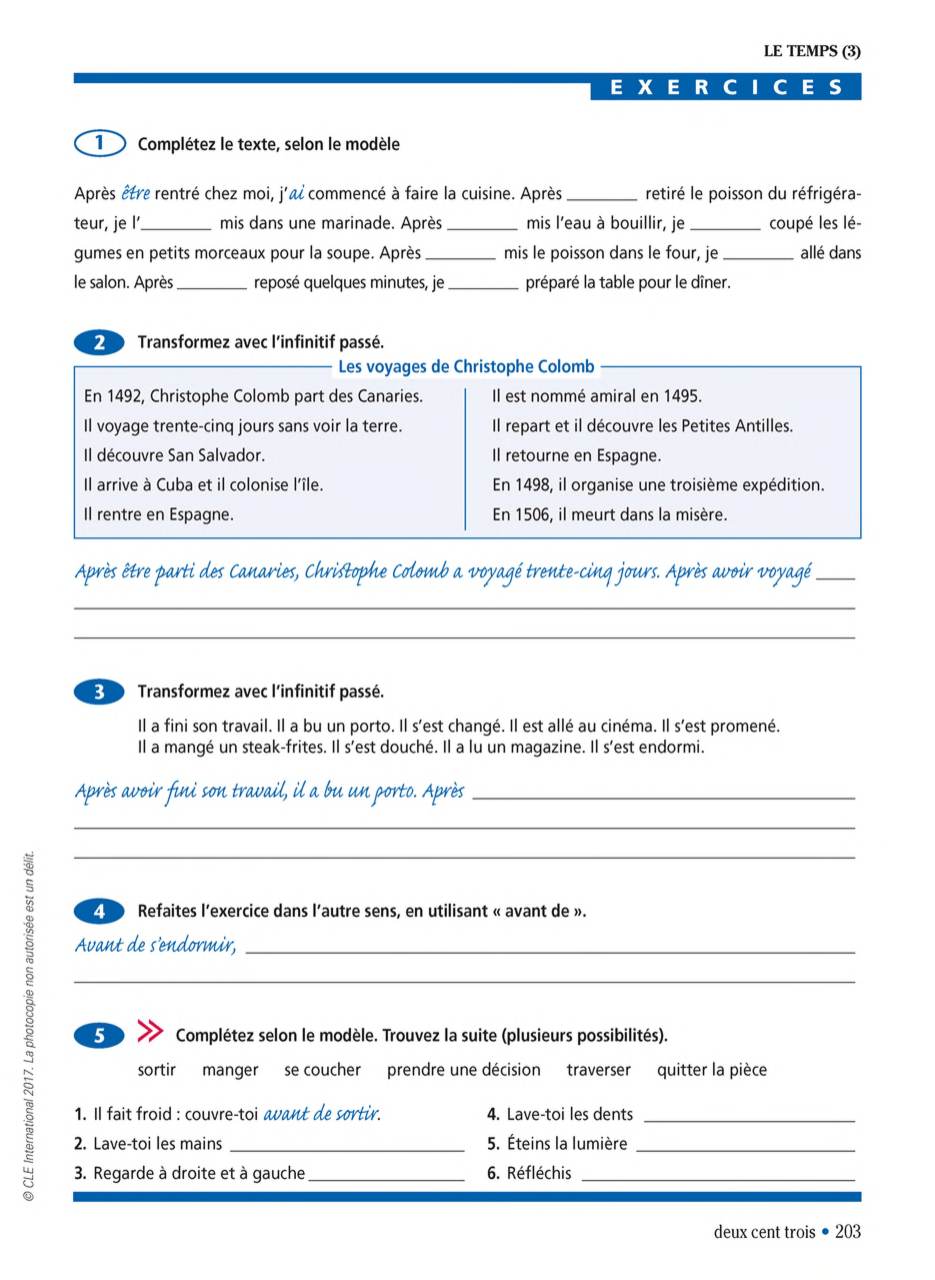 LE TEMPS (3)
EXERCICES
1 Complétez le texte, selon le modèle
Après être rentré chez moi, j'ai commencé à faire la cuisine. Après ________ retiré le poisson du réfrigéra-
teur, je l'________ mis dans une marinade. Après ________ mis l'eau à bouillir, je ________ coupé les lé-
gumes en petits morceaux pour la soupe. Après ________ mis le poisson dans le four, je ________ allé dans
le salon. Après ________ reposé quelques minutes, je ________ préparé la table pour le dîner.
2 Transformez avec l'infinitif passé.
Les voyages de Christophe Colomb
En 1492, Christophe Colomb part des Canaries.
Il voyage trente-cinq jours sans voir la terre.
Il découvre San Salvador.
Il arrive à Cuba et il colonise l'île.
Il rentre en Espagne.
Il est nommé amiral en 1495.
Il repart et il découvre les Petites Antilles.
Il retourne en Espagne.
En 1498, il organise une troisième expédition.
En 1506, il meurt dans la misère.
Après être parti des Canaries, Christophe Colomb a voyagé trente-cinq jours. Après avoir voyagé ____
3 Transformez avec l'infinitif passé.
Il a fini son travail. Il a bu un porto. Il s'est changé. Il est allé au cinéma. Il s'est promené.
Il a mangé un steak-frites. Il s'est douché. Il a lu un magazine. Il s'est endormi.
Après avoir fini son travail, il a bu un porto. Après ________
4 Refaites l'exercice dans l'autre sens, en utilisant « avant de ».
Avant de s'endormir, ________
5 >> Complétez selon le modèle. Trouvez la suite (plusieurs possibilités).
sortir manger se coucher prendre une décision traverser quitter la pièce
1. Il fait froid : couvre-toi avant de sortir.
2. Lave-toi les mains ________
3. Regarde à droite et à gauche ________
4. Lave-toi les dents ________
5. Éteins la lumière ________
6. Réfléchis ________
© CLE International 2017. La photocopie non autorisée est un délit.
deux cent trois • 203